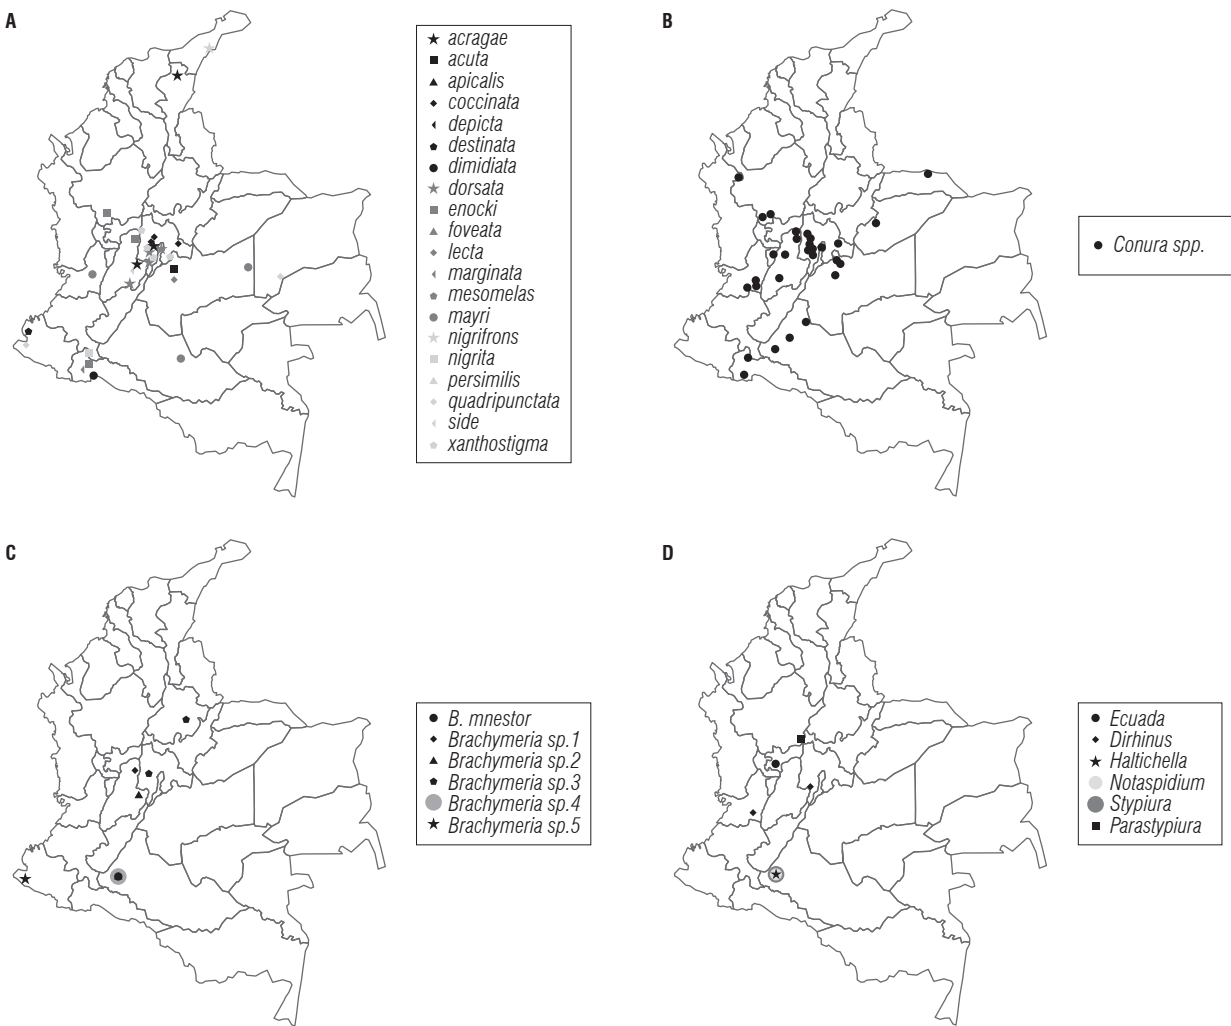 A
acragae
acuta
apicalis
coccinata
depicta
destinata
dimidiata
dorsata
enocki
foveata
lecta
marginata
mesomelas
mayri
nigrifrons
nigrita
persimilis
quadripunctata
side
xanthostigma
B
Conura spp.
C
B. mnestor
Brachymeria sp.1
Brachymeria sp.2
Brachymeria sp.3
Brachymeria sp.4
Brachymeria sp.5
D
Ecuada
Dirhinus
Haltichella
Notaspidium
Stypiura
Parastypiura